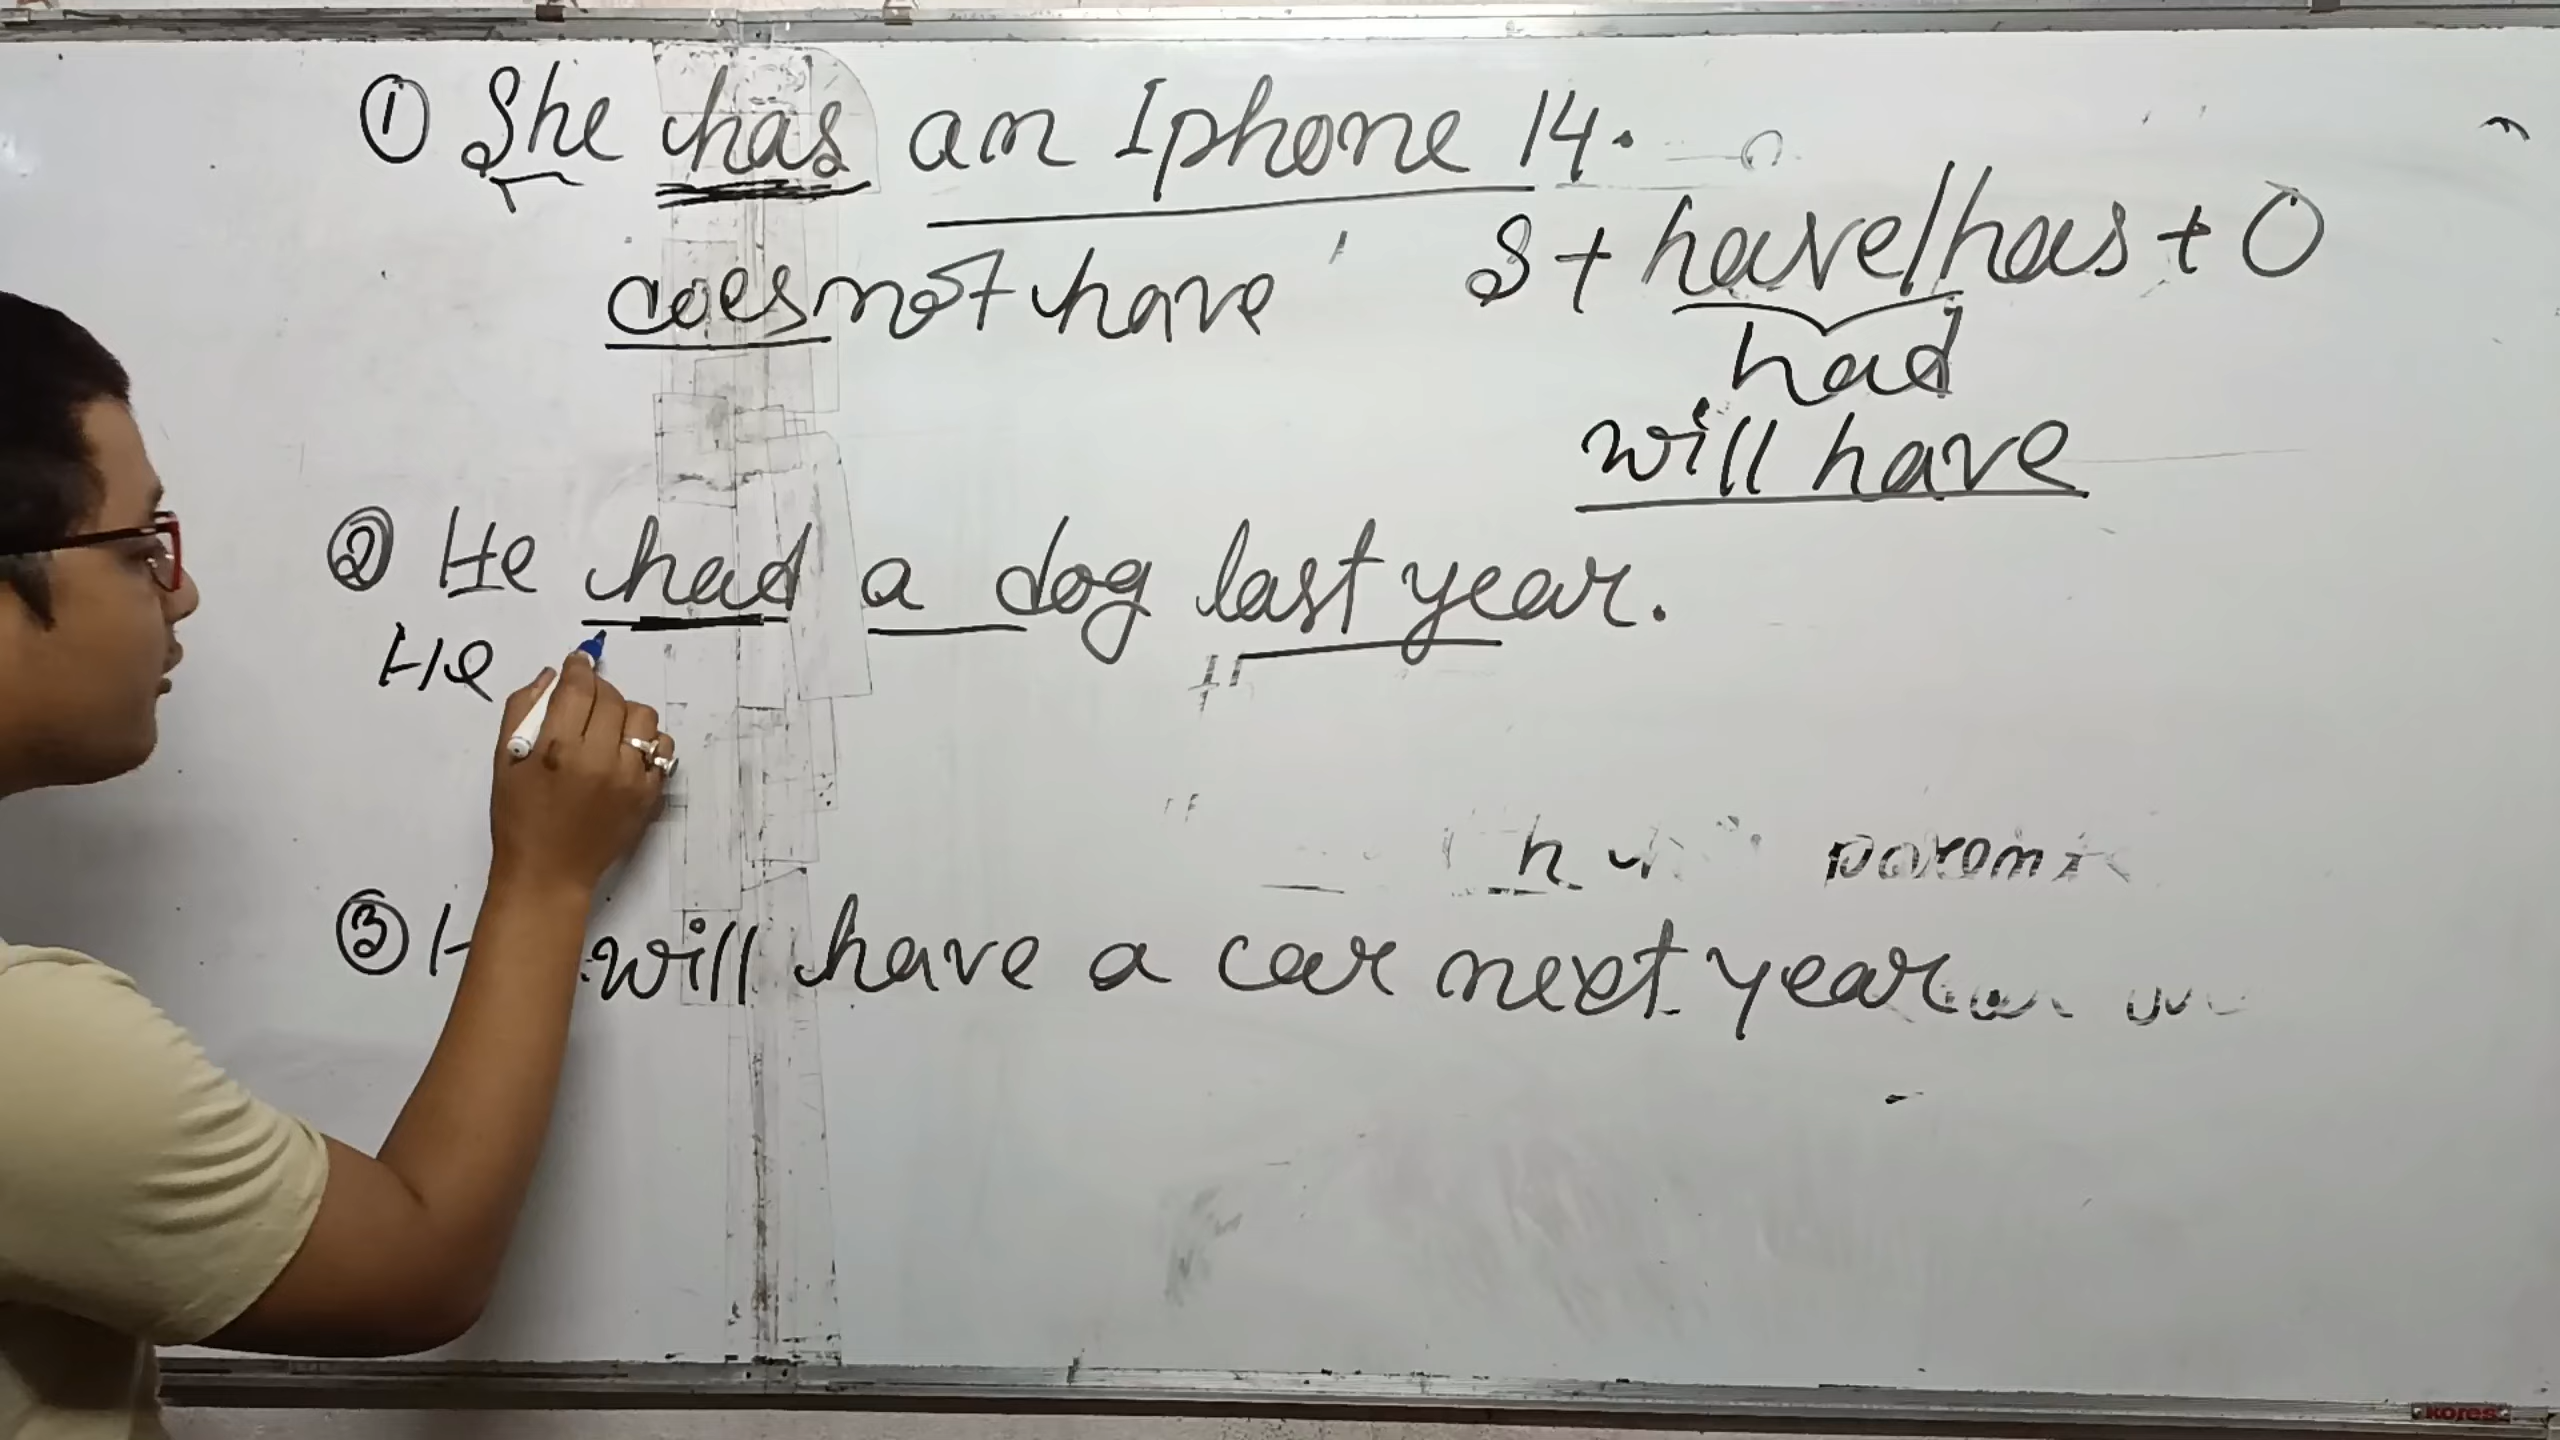 ① She has an Iphone 14.
does not have
S + have/has + O
had
will have
② He had a dog last year.
He
③ H will have a car next year
kores